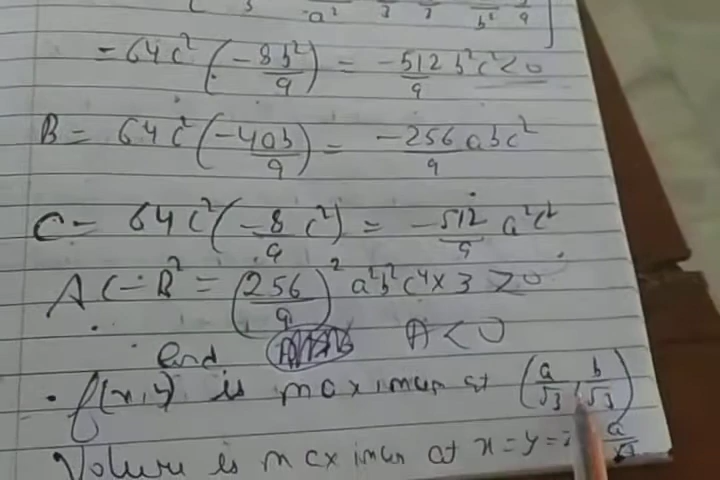 = 64c² (-8b²/9) = -512/9 b²c² < 0
B = 64c² (-4ab/9) = -256/9 abc²
C = 64c² (-8/9 c²) = -512/9 a²c²
AC - B² = (256/9)² a²b²c⁴ × 3 > 0
and A < 0
. f(x,y) is maximum at (a/√3, b/√3)
Volume is maximum at x = y = a